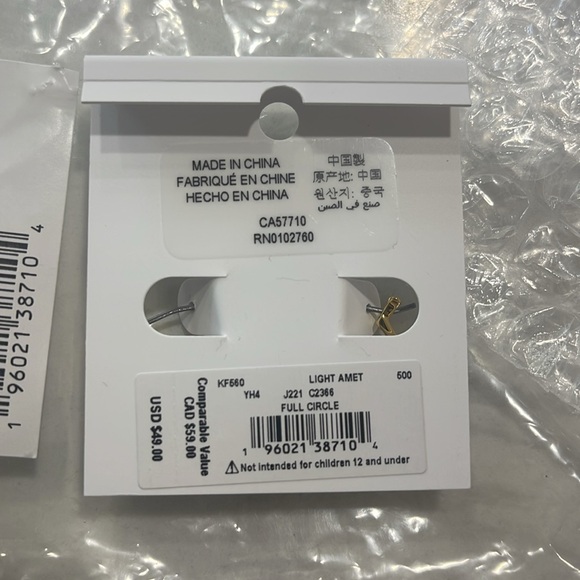 MADE IN CHINA
FABRIQUÉ EN CHINE
HECHO EN CHINA
中国製
原产地: 中国
원산지: 중국
صنع في الصين
CA57710
RN0102760
KF560 LIGHT AMET 500
YH4 J221 C2366
FULL CIRCLE
1 96021 38710 4
Not intended for children 12 and under
Comparable Value
CAD $59.00
USD $49.00
1 96021 38710 4